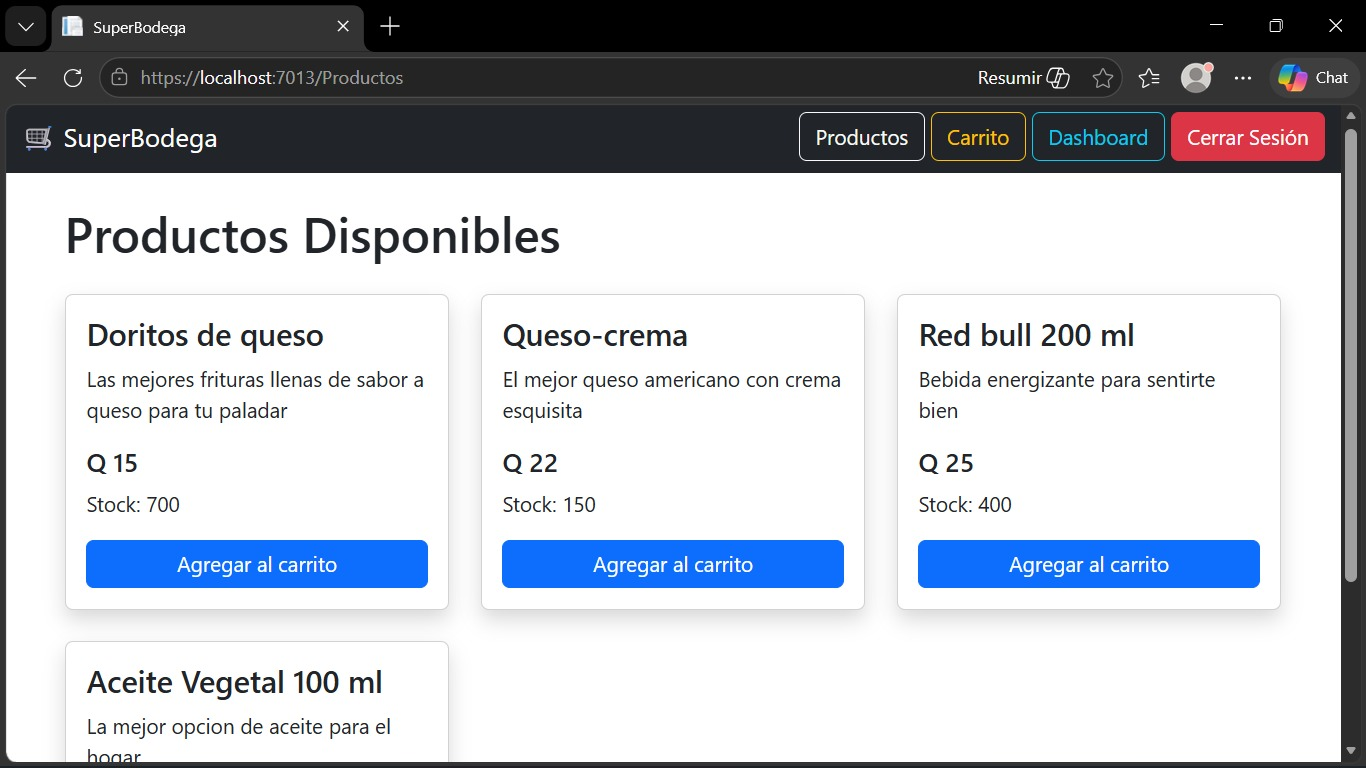 SuperBodega
https://localhost:7013/Productos
Resumir
Chat
SuperBodega
Productos
Carrito
Dashboard
Cerrar Sesión
Productos Disponibles
Doritos de queso
Las mejores frituras llenas de sabor a
queso para tu paladar
Q 15
Stock: 700
Agregar al carrito
Queso-crema
El mejor queso americano con crema
esquisita
Q 22
Stock: 150
Agregar al carrito
Red bull 200 ml
Bebida energizante para sentirte
bien
Q 25
Stock: 400
Agregar al carrito
Aceite Vegetal 100 ml
La mejor opcion de aceite para el
hogar